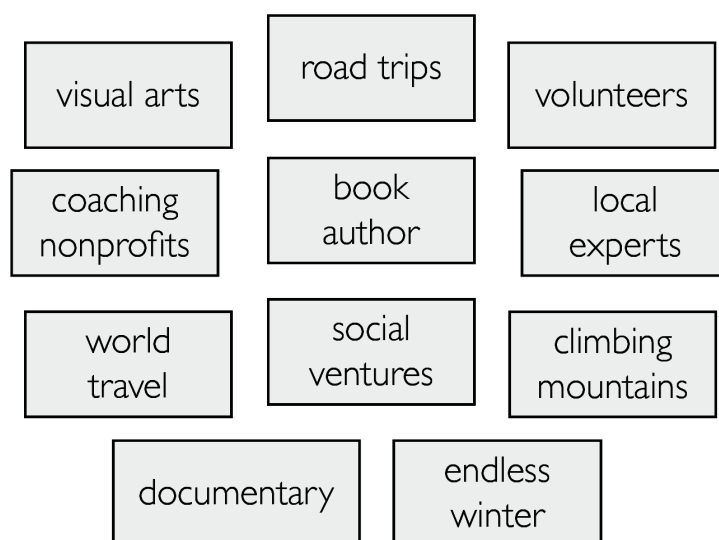 visual arts
road trips
volunteers
coaching
nonprofits
book
author
local
experts
world
travel
social
ventures
climbing
mountains
documentary
endless
winter